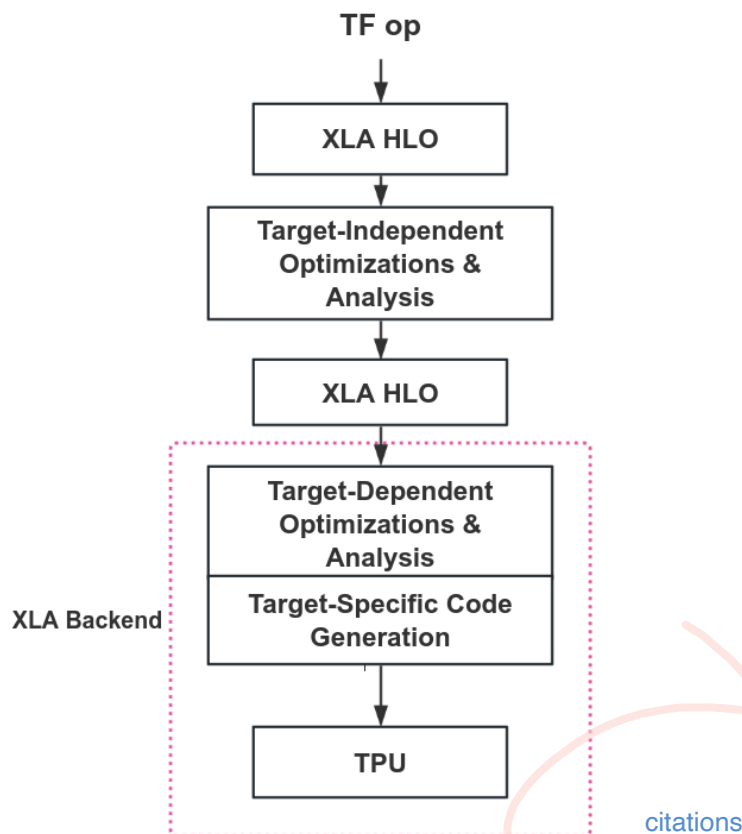 TF op
XLA HLO
Target-Independent
Optimizations &
Analysis
XLA HLO
Target-Dependent
Optimizations &
Analysis
XLA Backend
Target-Specific Code
Generation
TPU
citations